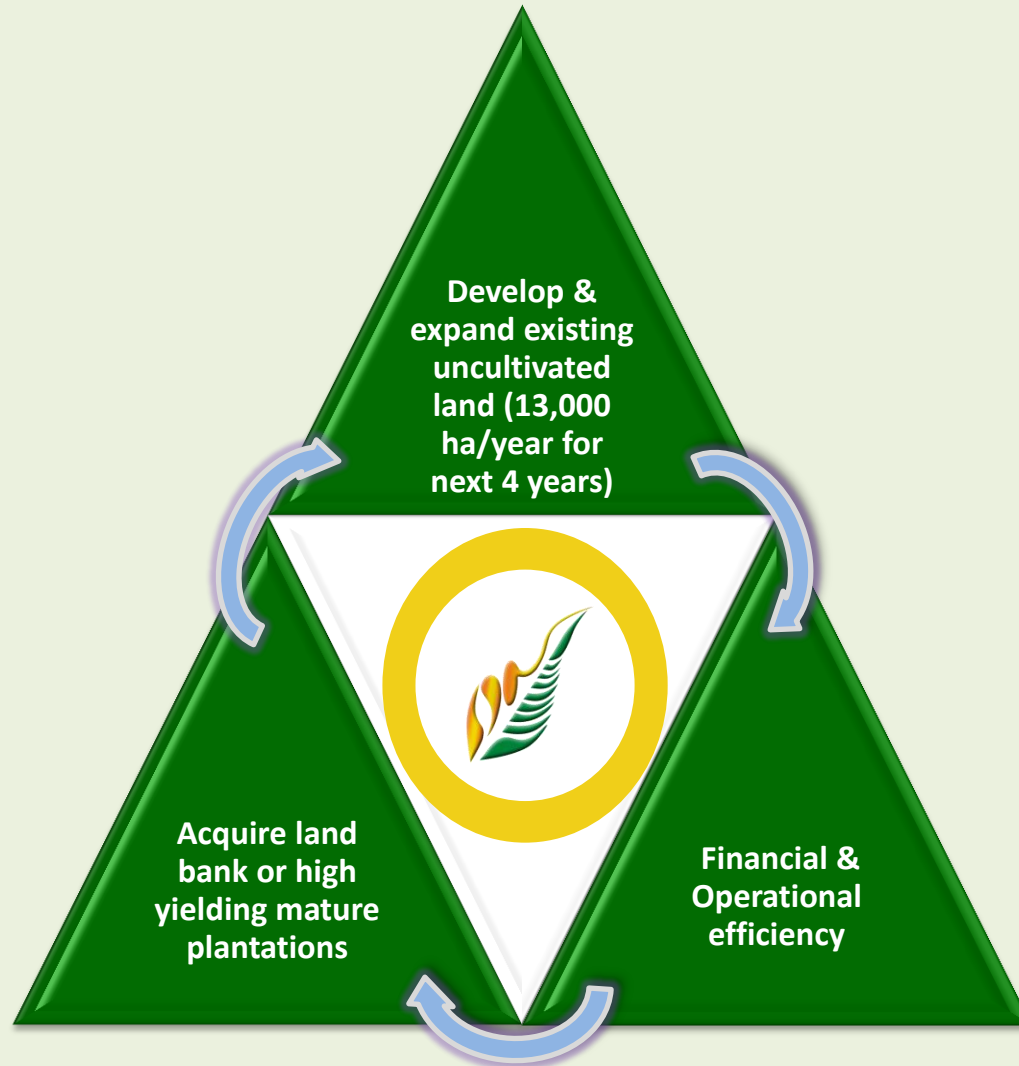 Develop &
expand existing
uncultivated
land (13,000
ha/year for
next 4 years)
Acquire land
bank or high
yielding mature
plantations
Financial &
Operational
efficiency